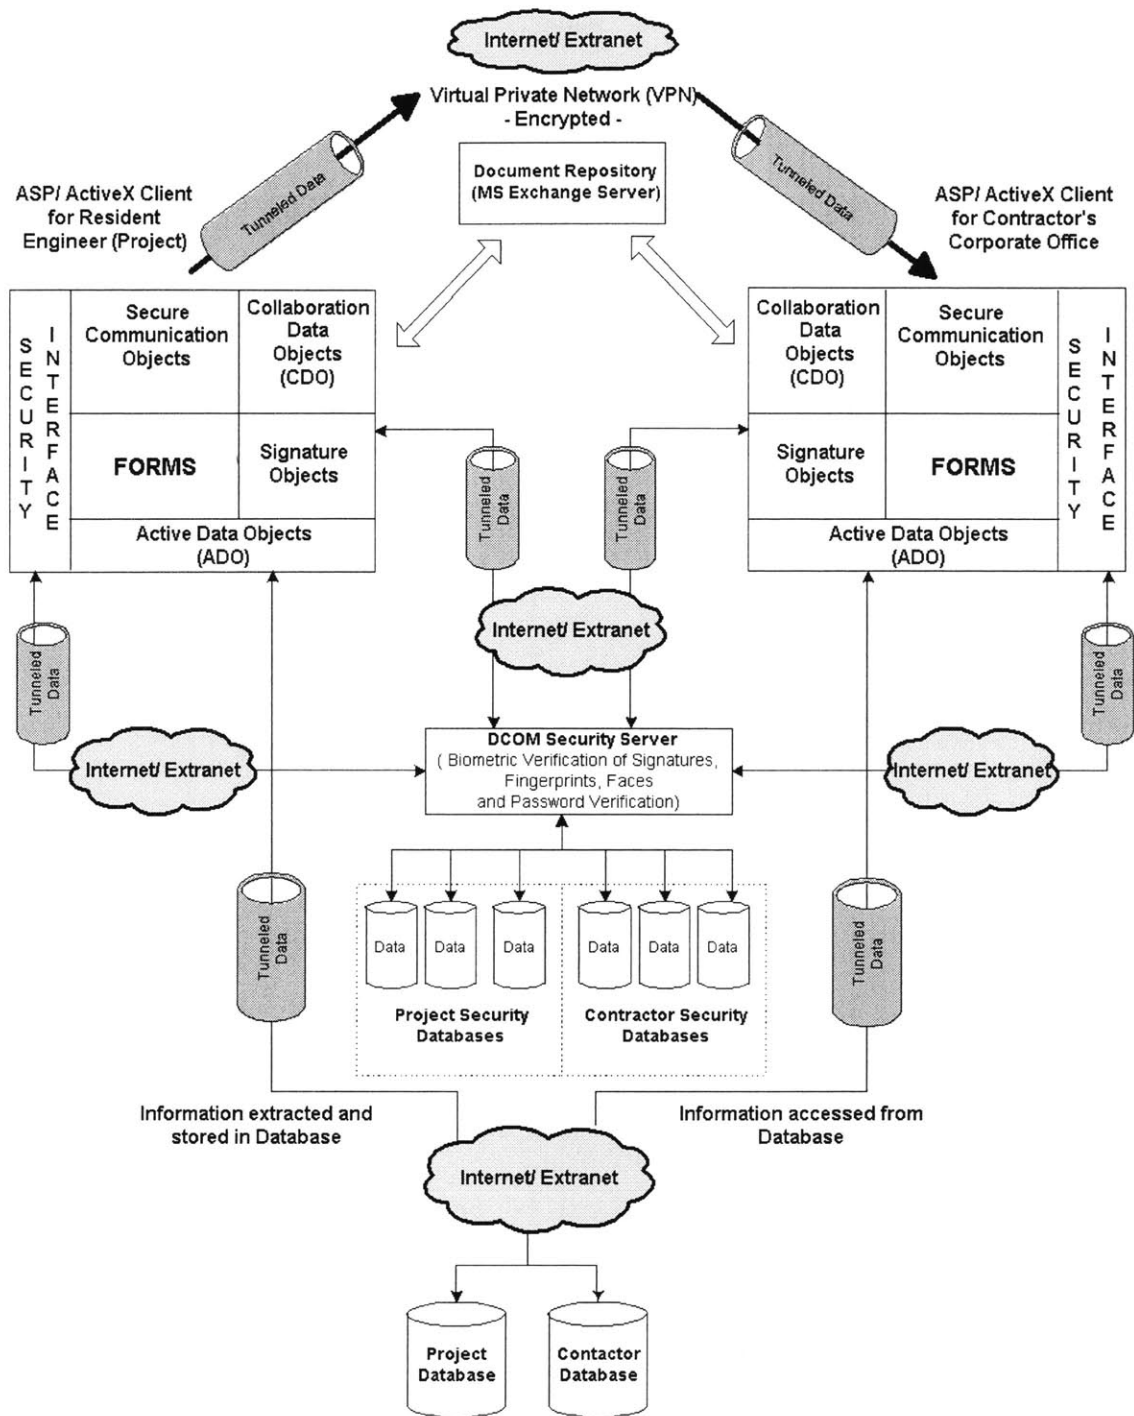 Internet/ Extranet
Virtual Private Network (VPN)
- Encrypted -
Tunneled Data
Tunneled Data
Document Repository
(MS Exchange Server)
ASP/ ActiveX Client
for Resident
Engineer (Project)
ASP/ ActiveX Client
for Contractor's
Corporate Office
SECURITY
INTERFACE
Secure
Communication
Objects
Collaboration
Data
Objects
(CDO)
FORMS
Signature
Objects
Active Data Objects
(ADO)
Collaboration
Data
Objects
(CDO)
Secure
Communication
Objects
Signature
Objects
FORMS
Active Data Objects
(ADO)
SECURITY
INTERFACE
Tunneled
Data
Tunneled
Data
Internet/ Extranet
Tunneled
Data
Tunneled
Data
Internet/ Extranet
DCOM Security Server
( Biometric Verification of Signatures,
Fingerprints, Faces
and Password Verification)
Internet/ Extranet
Tunneled
Data
Tunneled
Data
Data
Data
Data
Data
Data
Data
Project Security
Databases
Contractor Security
Databases
Information extracted and
stored in Database
Information accessed from
Database
Internet/ Extranet
Project
Database
Contactor
Database